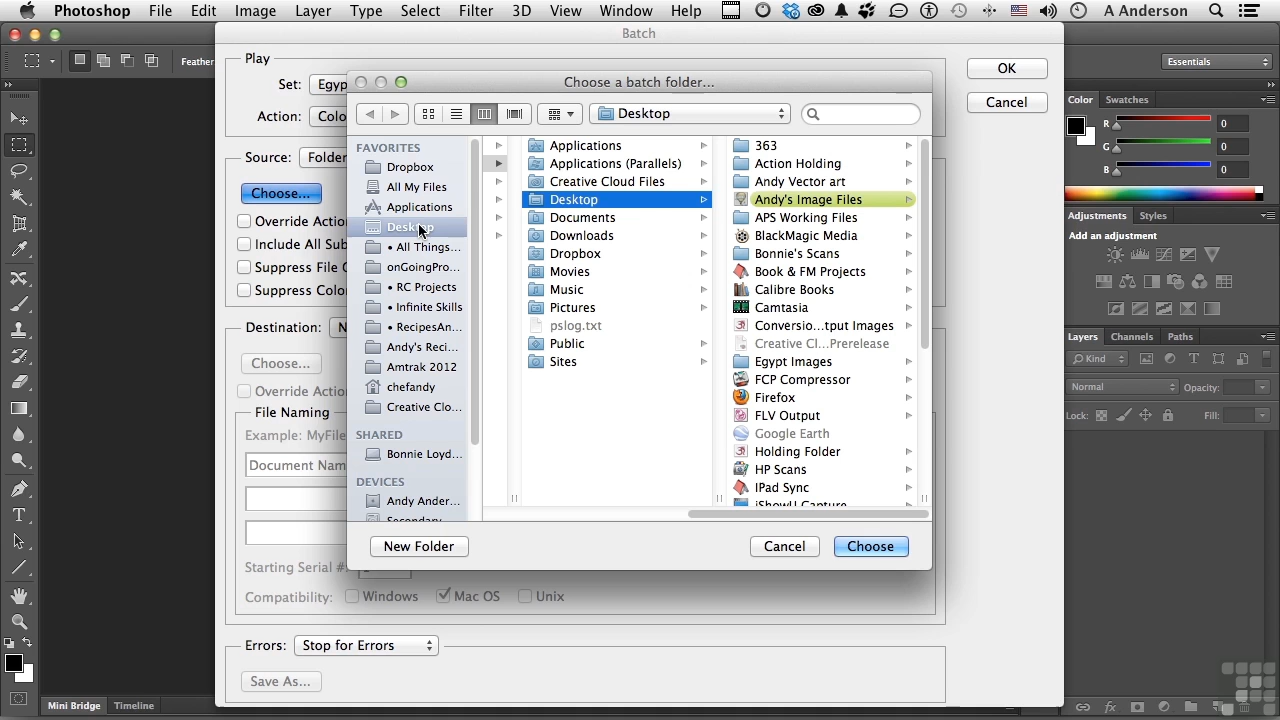 Photoshop File Edit Image Layer Type Select Filter 3D View Window Help A Anderson
Batch
Feather
Essentials
Play
Set: Egyp
Action: Colo
OK
Cancel
Choose a batch folder...
Desktop
Source: Folder
Choose...
Override Actio
Include All Sub
Suppress File O
Suppress Colo
Destination: N
Choose...
Override Actio
File Naming
Example: MyFile
Document Nam
Starting Serial #:
Compatibility: Windows Mac OS Unix
Errors: Stop for Errors
Save As...
FAVORITES
Dropbox
All My Files
Applications
Desktop
• All Things...
onGoingPro...
• RC Projects
• Infinite Skills
• RecipesAn...
Andy's Reci...
Amtrak 2012
chefandy
Creative Clo...
SHARED
Bonnie Loyd...
DEVICES
Andy Ander...
Secondary
Applications
Applications (Parallels)
Creative Cloud Files
Desktop
Documents
Downloads
Dropbox
Movies
Music
Pictures
pslog.txt
Public
Sites
363
Action Holding
Andy Vector art
Andy's Image Files
APS Working Files
BlackMagic Media
Bonnie's Scans
Book & FM Projects
Calibre Books
Camtasia
Conversio...tput Images
Creative Cl...Prerelease
Egypt Images
FCP Compressor
Firefox
FLV Output
Google Earth
Holding Folder
HP Scans
IPad Sync
iShowU Capture
New Folder
Cancel
Choose
Color Swatches
R 0
G 0
B 0
Adjustments Styles
Add an adjustment
Layers Channels Paths
Kind
Normal Opacity:
Lock: Fill:
Mini Bridge Timeline